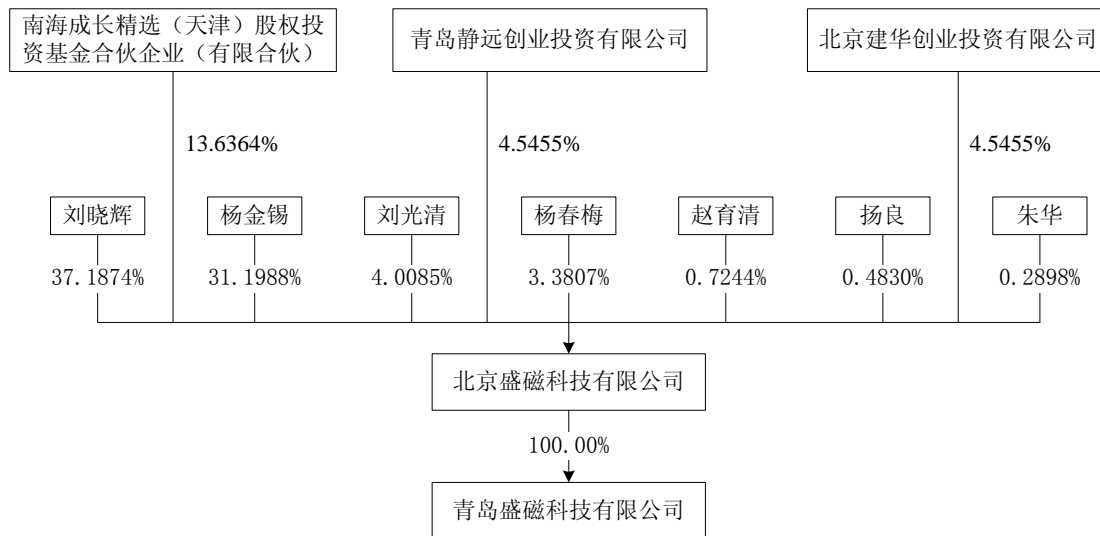 南海成长精选（天津）股权投
资基金合伙企业（有限合伙）
青岛静远创业投资有限公司
北京建华创业投资有限公司
13.6364%
4.5455%
4.5455%
刘晓辉
杨金锡
刘光清
杨春梅
赵育清
扬良
朱华
37.1874%
31.1988%
4.0085%
3.3807%
0.7244%
0.4830%
0.2898%
北京盛磁科技有限公司
100.00%
青岛盛磁科技有限公司